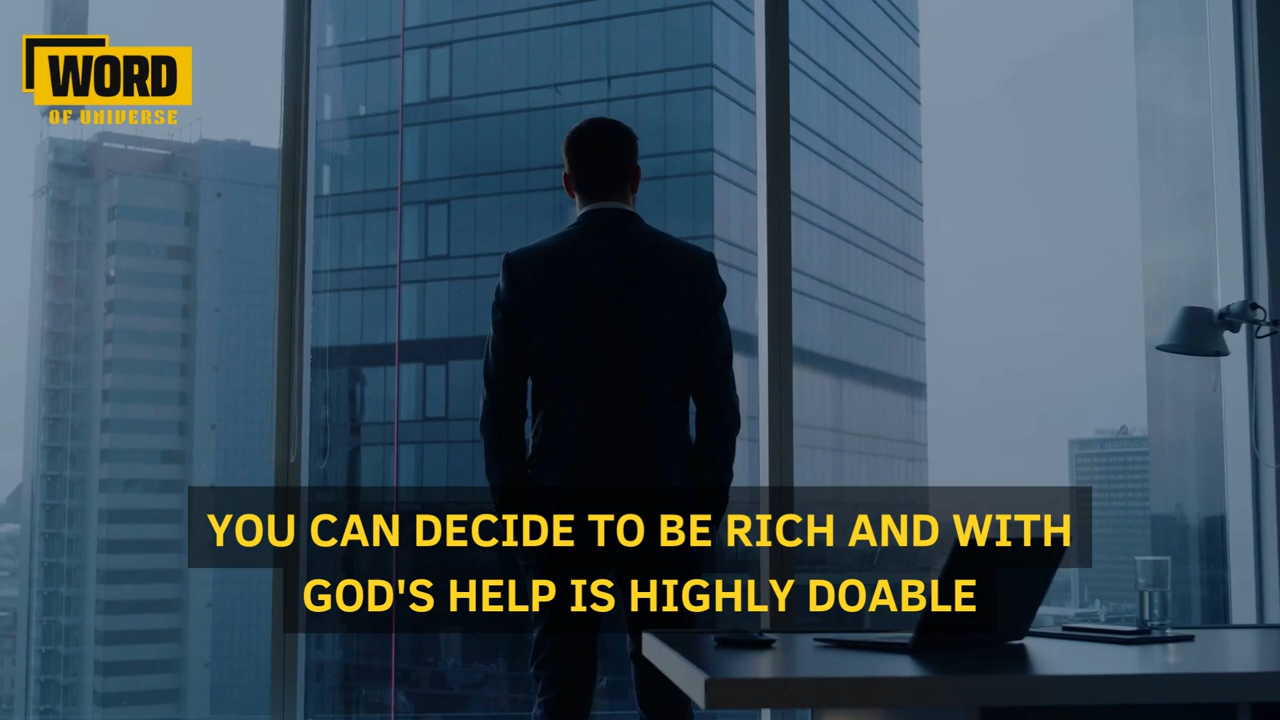 WORD
OF UNIVERSE
YOU CAN DECIDE TO BE RICH AND WITH
GOD'S HELP IS HIGHLY DOABLE